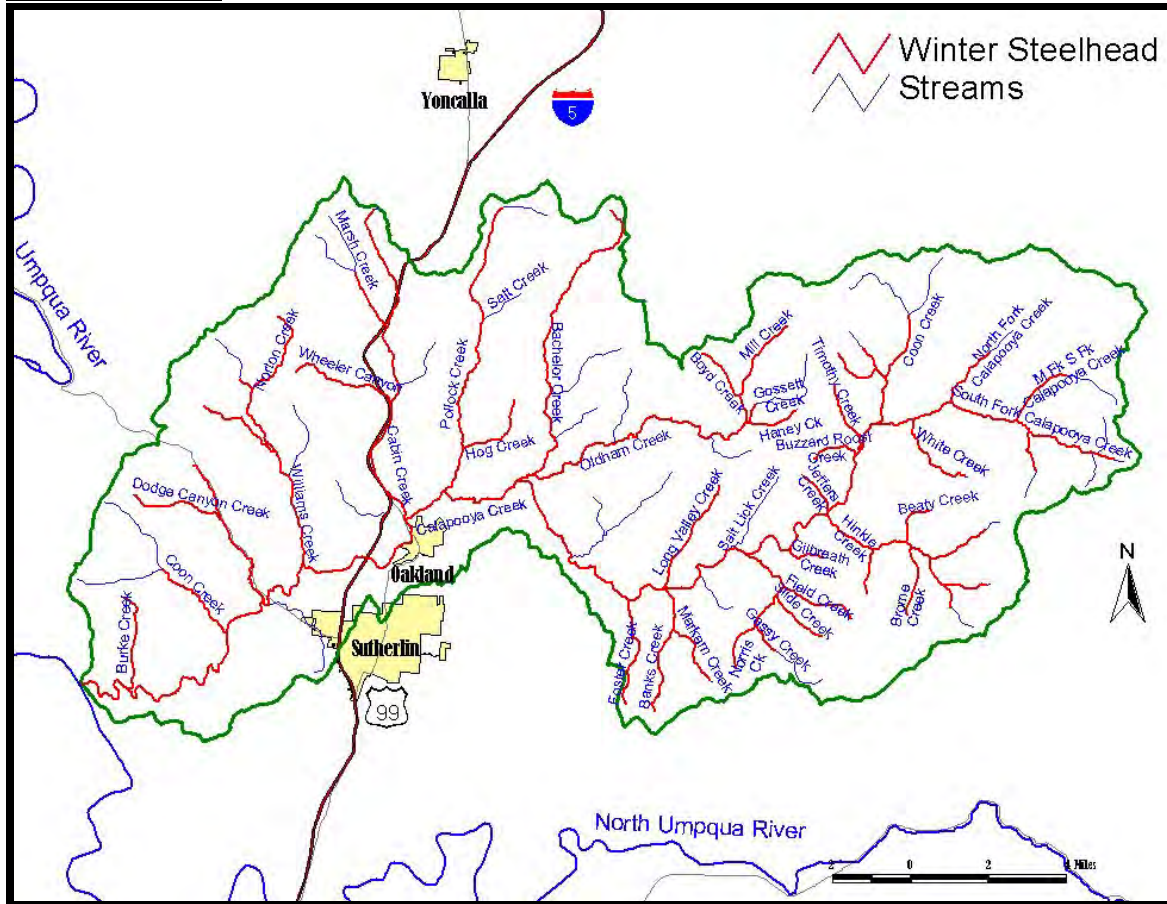 Winter Steelhead
Streams
Yoncalla
5
Umpqua River
Marsh Creek
Salt Creek
Norton Creek
Wheeler Canyon
Pollock Creek
Bachelor Creek
Boyd Creek
Mill Creek
Gossett
Creek
Timothy Creek
Coon Creek
North Fork
Calapooya Creek
M Fk S Fk
Calapooya Creek
South Fork Calapooya Creek
Haney Ck
Buzzard Roost
Creek
White Creek
Cabin Creek
Hog Creek
Oldham Creek
Williams Creek
Dodge Canyon Creek
Jeffers
Creek
Beaty Creek
Calapooya Creek
Long Valley Creek
Salt Lick Creek
Hinkle
Creek
Gilbreath
Creek
Oakland
Coon Creek
Field Creek
Slide Creek
Brome
Creek
N
Burke Creek
Sutherlin
Foster Creek
Banks Creek
Markam Creek
Norris
Ck
Gassy Creek
99
North Umpqua River
2
0
2
4 Miles